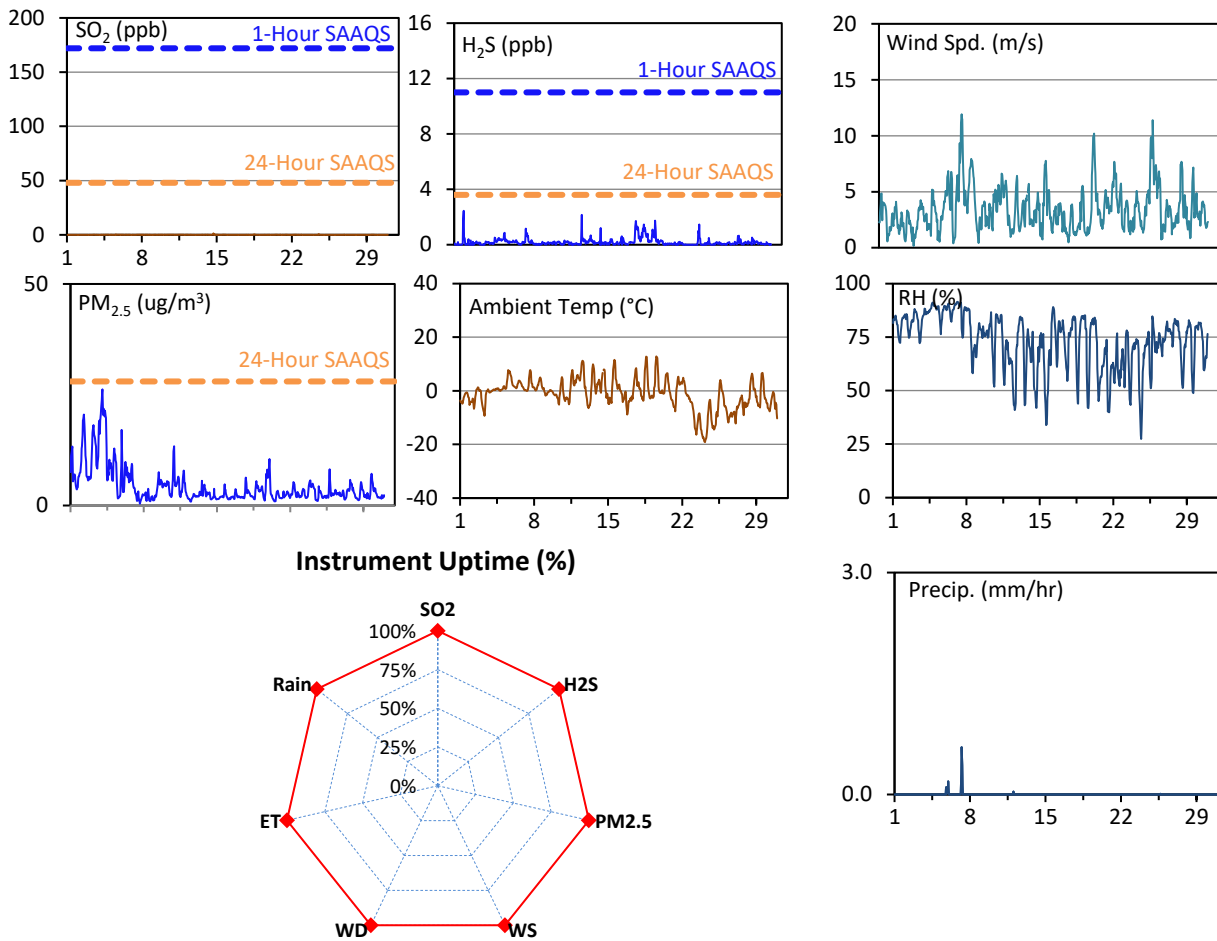 SO2 (ppb)
1-Hour SAAQS
24-Hour SAAQS
200
150
100
50
0
1 8 15 22 29
H2S (ppb)
1-Hour SAAQS
24-Hour SAAQS
16
12
8
4
0
Wind Spd. (m/s)
20
15
10
5
0
PM2.5 (ug/m3)
24-Hour SAAQS
50
0
Ambient Temp (°C)
40
20
0
-20
-40
1 8 15 22 29
RH (%)
100
75
50
25
0
1 8 15 22 29
Instrument Uptime (%)
SO2
H2S
PM2.5
WS
WD
ET
Rain
100%
75%
50%
25%
0%
Precip. (mm/hr)
3.0
0.0
1 8 15 22 29